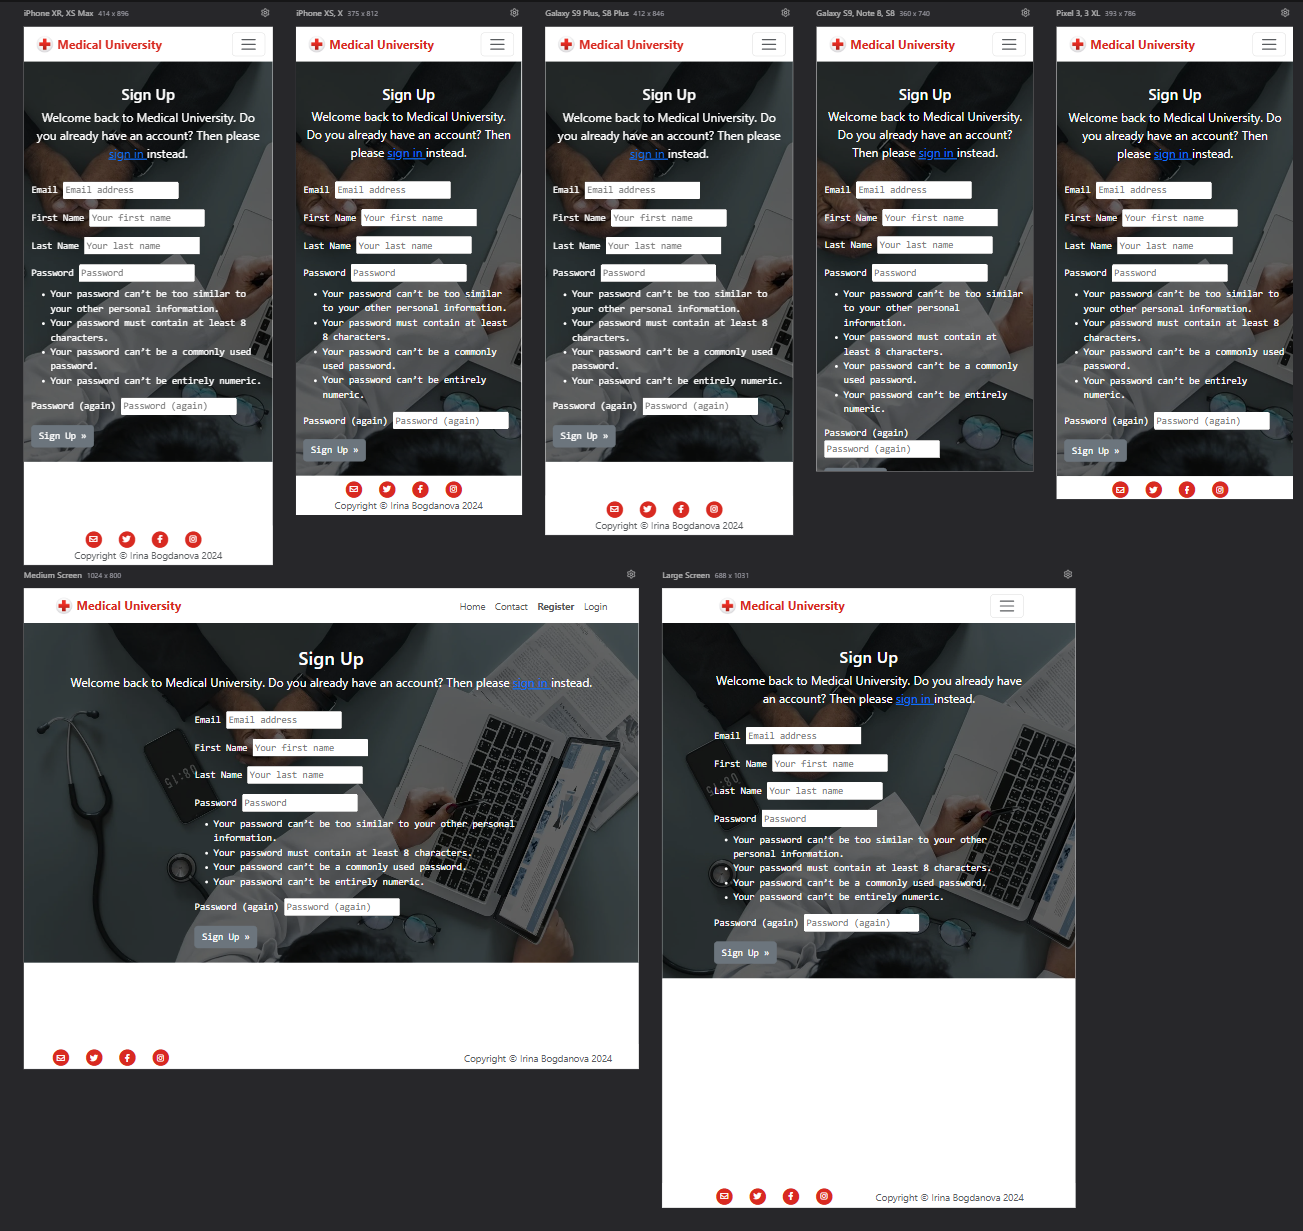 iPhone XR, XS Max 414 x 896
Medical University
Sign Up
Welcome back to Medical University. Do
you already have an account? Then please
sign in instead.
Email Email address
First Name Your first name
Last Name Your last name
Password Password
• Your password can't be too similar to
your other personal information.
• Your password must contain at least 8
characters.
• Your password can't be a commonly used
password.
• Your password can't be entirely numeric.
Password (again) Password (again)
Sign Up »
Copyright © Irina Bogdanova 2024
iPhone XS, X 375 x 812
Medical University
Sign Up
Welcome back to Medical University.
Do you already have an account? Then
please sign in instead.
Email Email address
First Name Your first name
Last Name Your last name
Password Password
• Your password can't be too similar
to your other personal information.
• Your password must contain at least
8 characters.
• Your password can't be a commonly
used password.
• Your password can't be entirely
numeric.
Password (again) Password (again)
Sign Up »
Copyright © Irina Bogdanova 2024
Galaxy S9 Plus, S8 Plus 412 x 846
Medical University
Sign Up
Welcome back to Medical University. Do
you already have an account? Then please
sign in instead.
Email Email address
First Name Your first name
Last Name Your last name
Password Password
• Your password can't be too similar to
your other personal information.
• Your password must contain at least 8
characters.
• Your password can't be a commonly used
password.
• Your password can't be entirely numeric.
Password (again) Password (again)
Sign Up »
Copyright © Irina Bogdanova 2024
Galaxy S9, Note 8, S8 360 x 740
Medical University
Sign Up
Welcome back to Medical University.
Do you already have an account?
Then please sign in instead.
Email Email address
First Name Your first name
Last Name Your last name
Password Password
• Your password can't be too similar
to your other personal
information.
• Your password must contain at
least 8 characters.
• Your password can't be a commonly
used password.
• Your password can't be entirely
numeric.
Password (again)
Password (again)
Pixel 3, 3 XL 393 x 786
Medical University
Sign Up
Welcome back to Medical University. Do
you already have an account? Then
please sign in instead.
Email Email address
First Name Your first name
Last Name Your last name
Password Password
• Your password can't be too similar to
your other personal information.
• Your password must contain at least 8
characters.
• Your password can't be a commonly used
password.
• Your password can't be entirely
numeric.
Password (again) Password (again)
Sign Up »
Medium Screen 1024 x 800
Medical University
Home Contact Register Login
Sign Up
Welcome back to Medical University. Do you already have an account? Then please sign in instead.
Email Email address
First Name Your first name
Last Name Your last name
Password Password
• Your password can't be too similar to your other personal
information.
• Your password must contain at least 8 characters.
• Your password can't be a commonly used password.
• Your password can't be entirely numeric.
Password (again) Password (again)
Sign Up »
08:15
Copyright © Irina Bogdanova 2024
Large Screen 688 x 1031
Medical University
Sign Up
Welcome back to Medical University. Do you already have
an account? Then please sign in instead.
Email Email address
First Name Your first name
Last Name Your last name
Password Password
• Your password can't be too similar to your other
personal information.
• Your password must contain at least 8 characters.
• Your password can't be a commonly used password.
• Your password can't be entirely numeric.
Password (again) Password (again)
Sign Up »
08:15
Copyright © Irina Bogdanova 2024